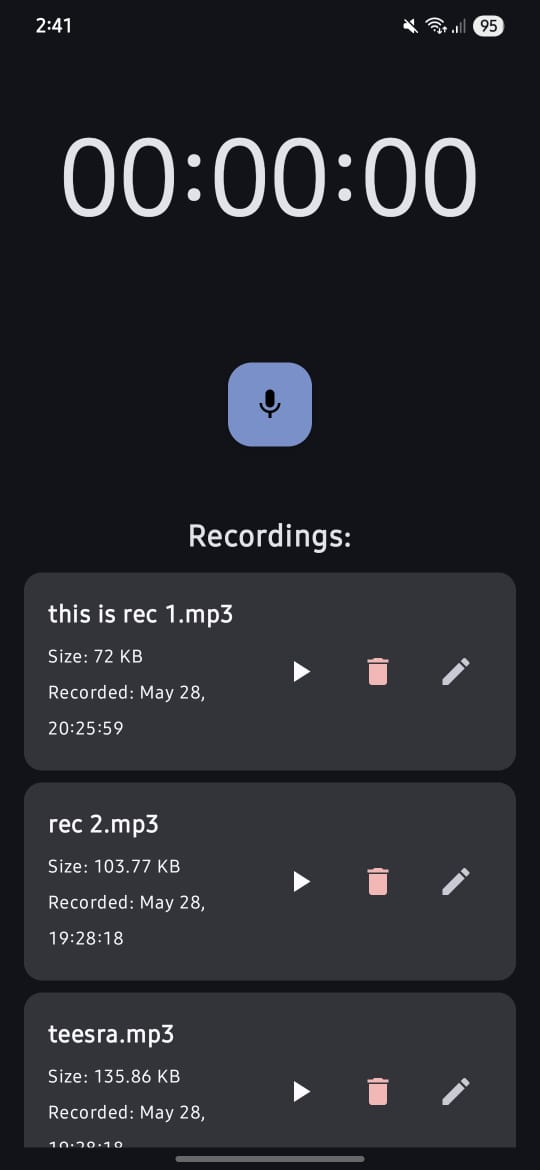 2:41
95
00:00:00
Recordings:
this is rec 1.mp3
Size: 72 KB
Recorded: May 28,
20:25:59
rec 2.mp3
Size: 103.77 KB
Recorded: May 28,
19:28:18
teesra.mp3
Size: 135.86 KB
Recorded: May 28,